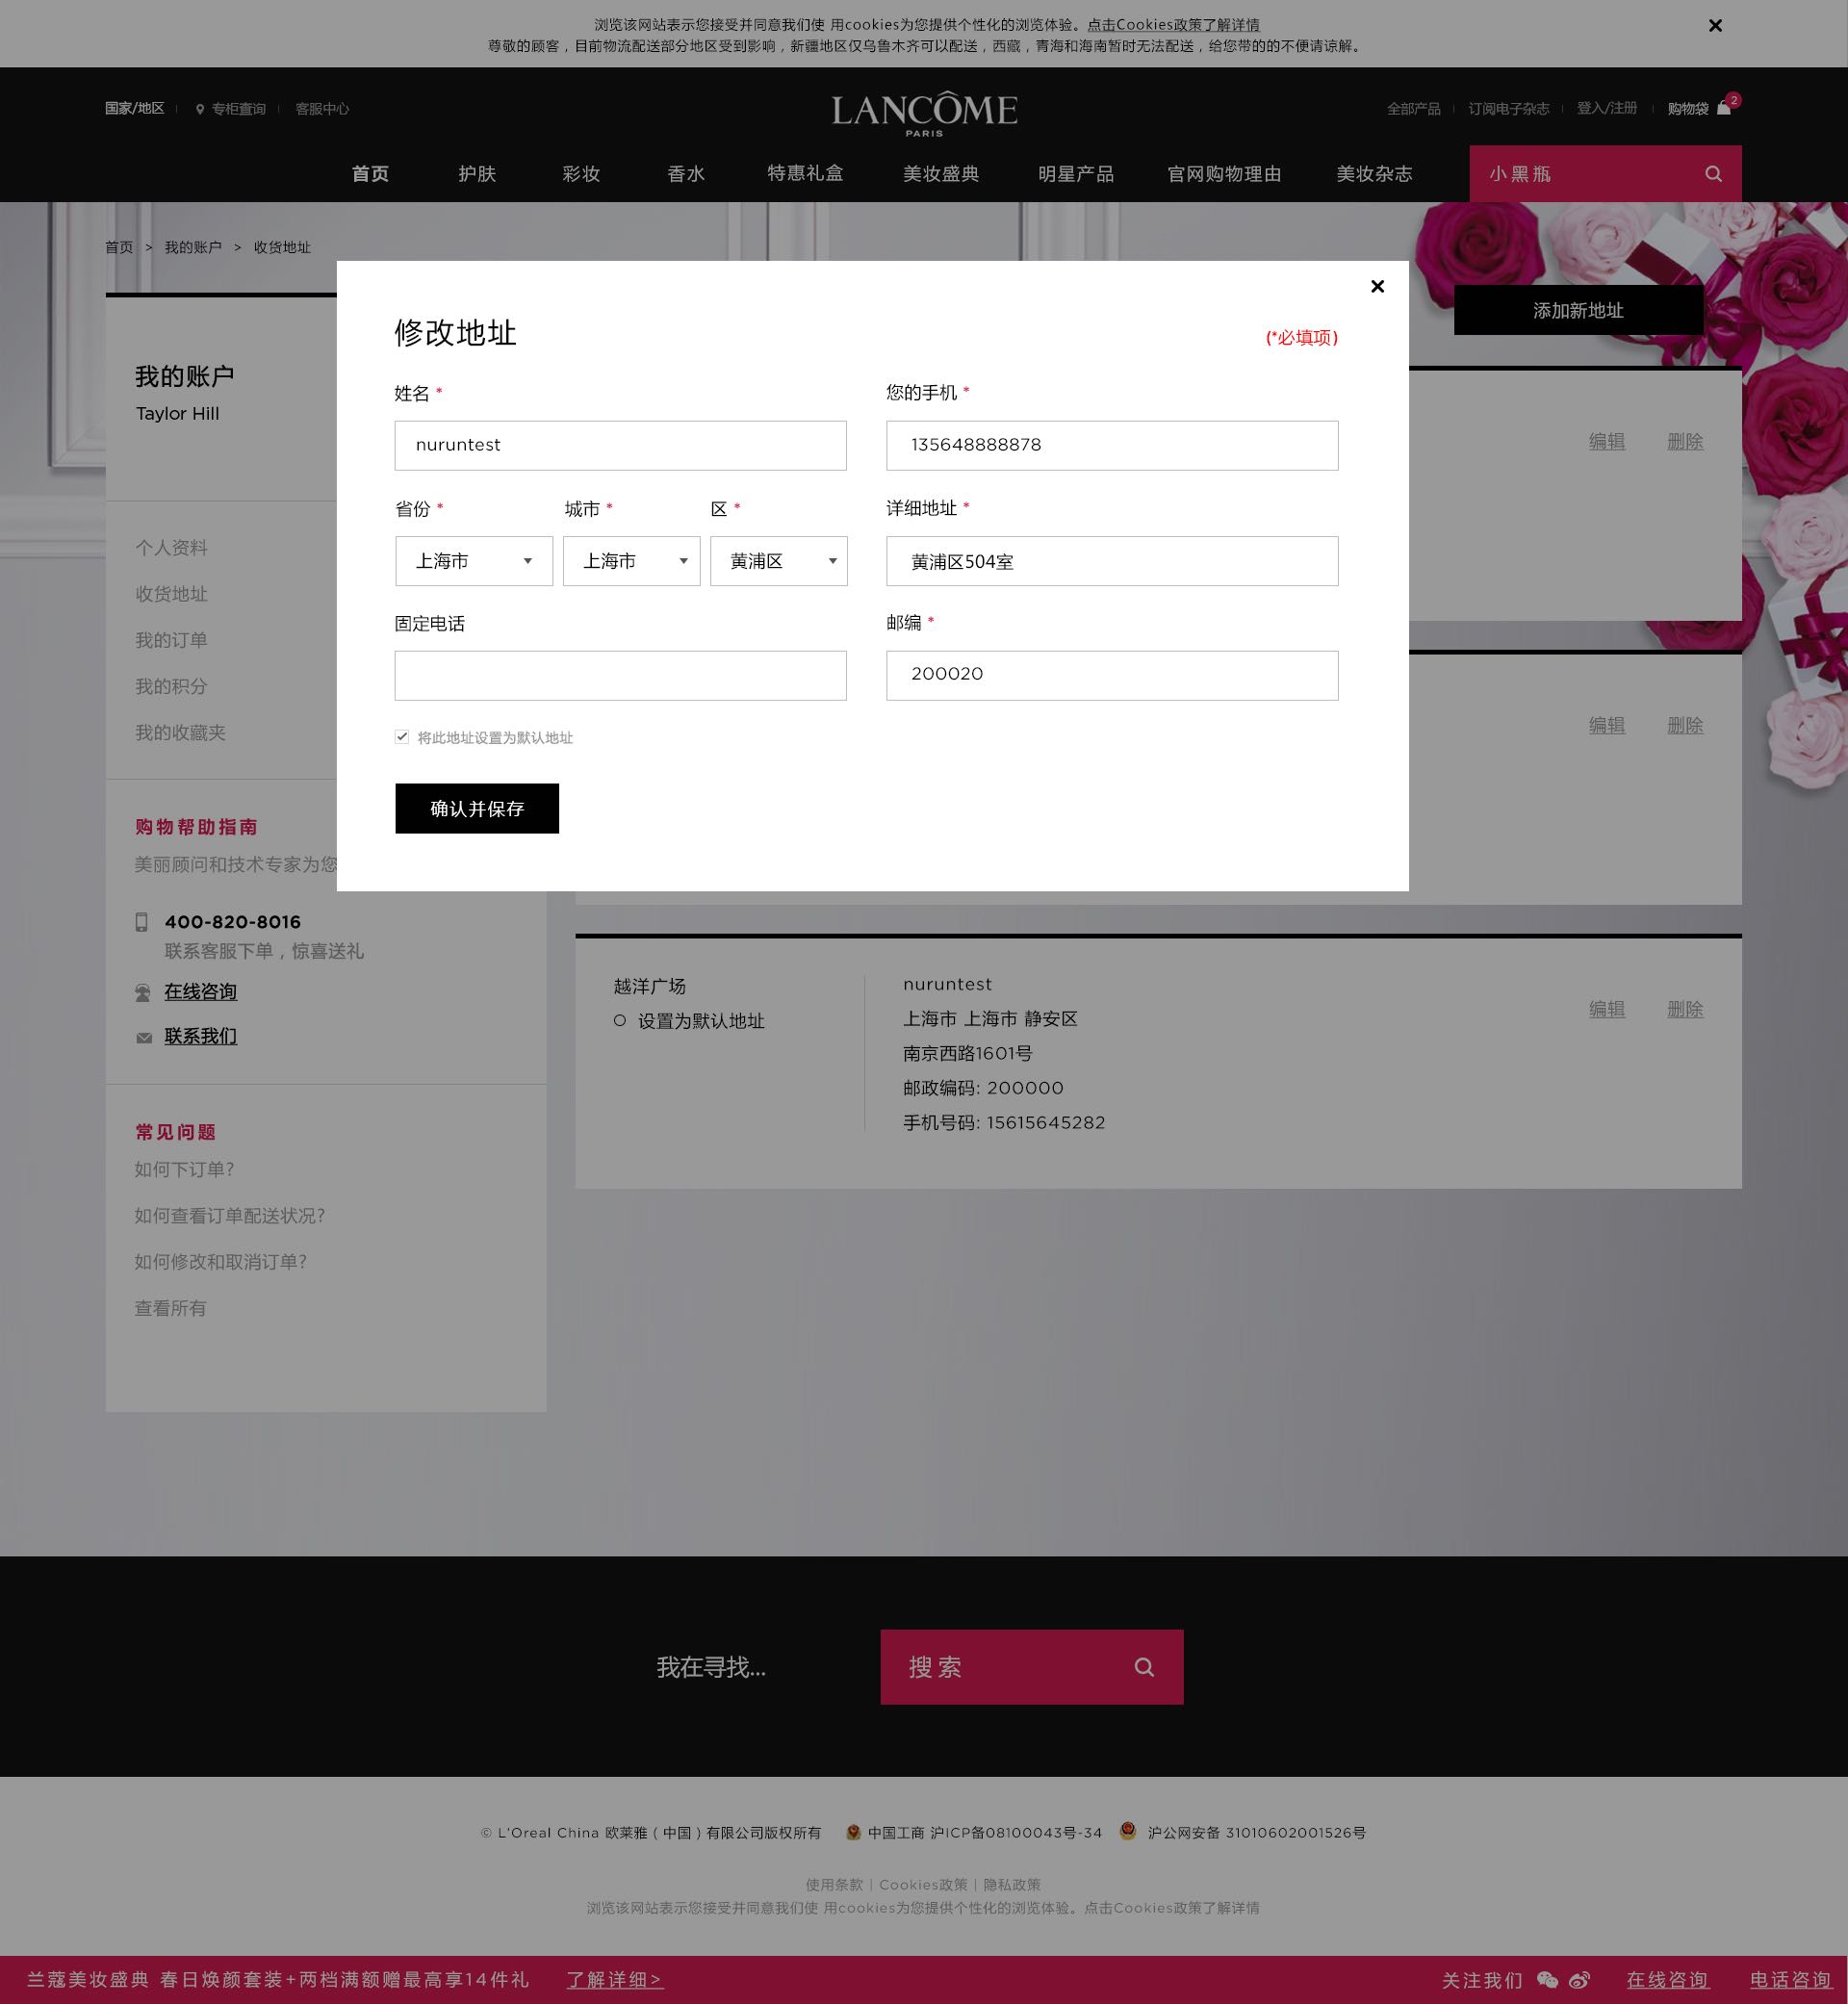 浏览该网站表示您接受并同意我们使 用cookies为您提供个性化的浏览体验。点击Cookies政策了解详情
尊敬的顾客，目前物流配送部分地区受到影响，新疆地区仅乌鲁木齐可以配送，西藏，青海和海南暂时无法配送，给您带的的不便请谅解。
国家/地区 专柜查询 客服中心
LANCÔME
PARIS
全部产品 订阅电子杂志 登入/注册 购物袋 2
首页 护肤 彩妆 香水 特惠礼盒 美妆盛典 明星产品 官网购物理由 美妆杂志 小黑瓶
首页 > 我的账户 > 收货地址
添加新地址
修改地址
(*必填项)
姓名 *
您的手机 *
nuruntest
135648888878
省份 * 城市 * 区 *
详细地址 *
上海市 上海市 黄浦区
黄浦区504室
固定电话
邮编 *
200020
将此地址设置为默认地址
确认并保存
我的账户
Taylor Hill
个人资料
收货地址
我的订单
我的积分
我的收藏夹
购物帮助指南
美丽顾问和技术专家为您
400-820-8016
联系客服下单，惊喜送礼
在线咨询
联系我们
常见问题
如何下订单?
如何查看订单配送状况?
如何修改和取消订单?
查看所有
编辑 删除
编辑 删除
越洋广场
设置为默认地址
nuruntest
上海市 上海市 静安区
南京西路1601号
邮政编码: 200000
手机号码: 15615645282
编辑 删除
我在寻找...
搜索
© L'Oreal China 欧莱雅（中国）有限公司版权所有 中国工商 沪ICP备08100043号-34 沪公网安备 31010602001526号
使用条款 | Cookies政策 | 隐私政策
浏览该网站表示您接受并同意我们使 用cookies为您提供个性化的浏览体验。点击Cookies政策了解详情
兰蔻美妆盛典 春日焕颜套装+两档满额赠最高享14件礼 了解详细>
关注我们 在线咨询 电话咨询